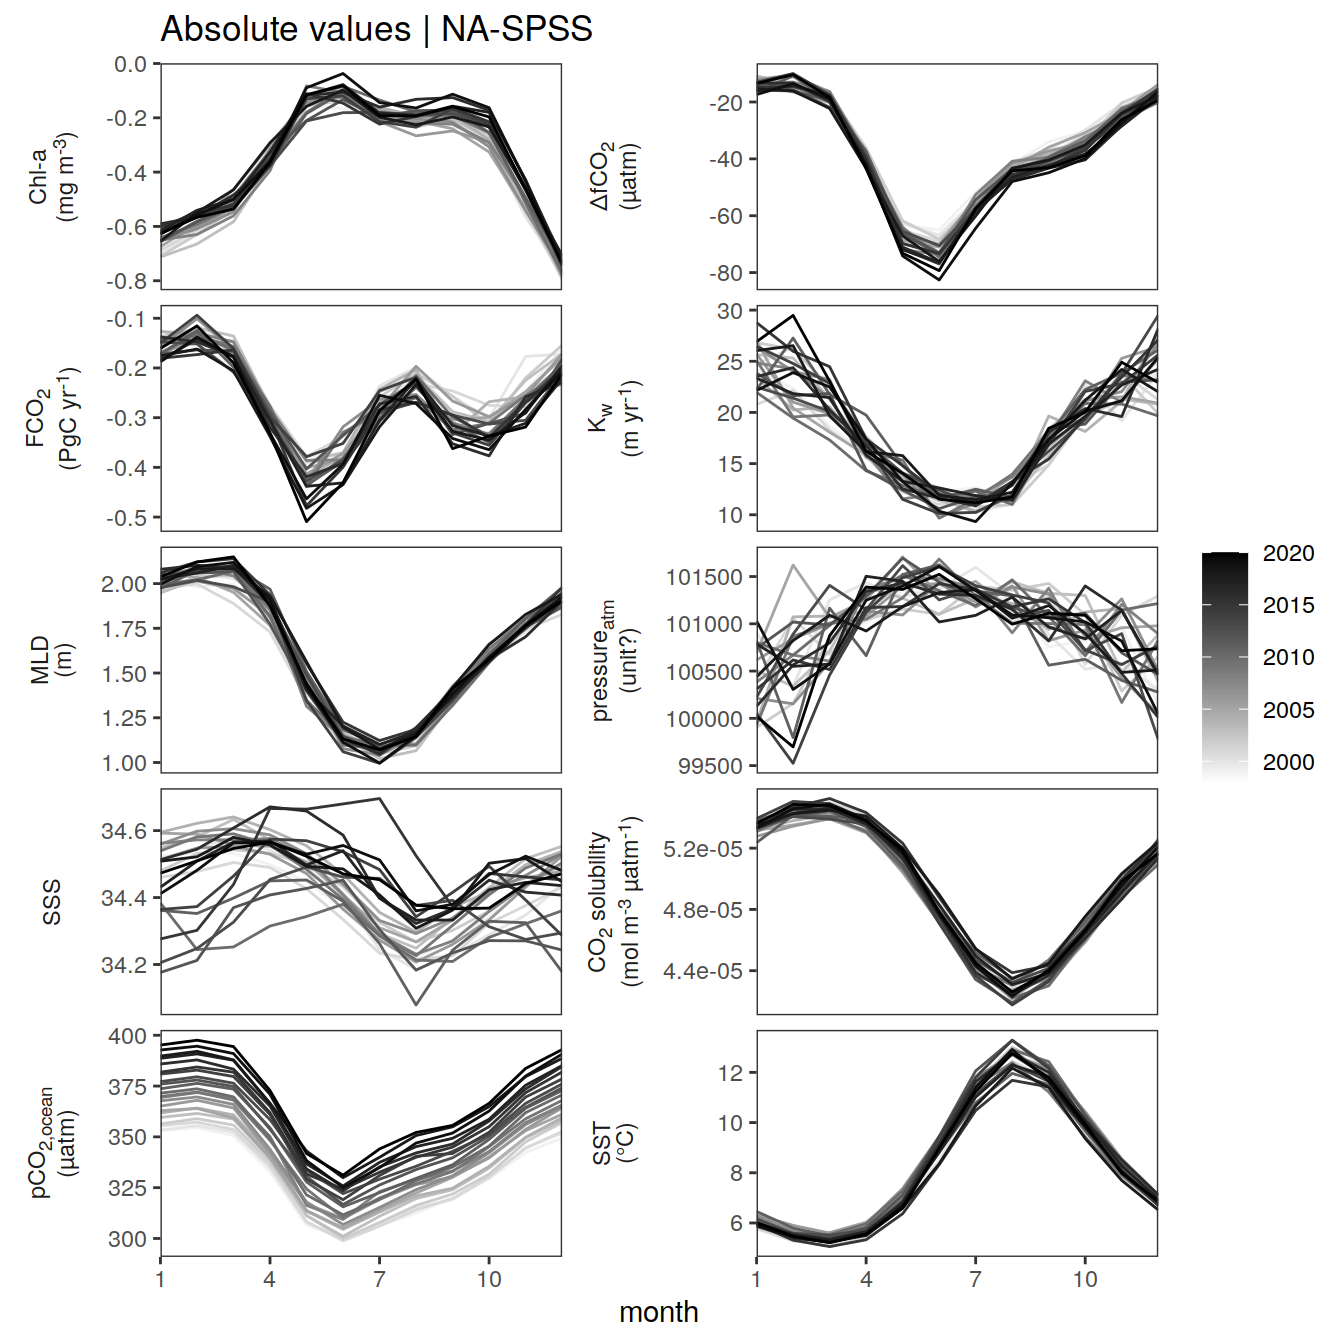 Absolute values | NA-SPSS
Chl-a
(mg m-3)
0.0
-0.2
-0.4
-0.6
-0.8
ΔfCO2
(µatm)
-20
-40
-60
-80
FCO2
(PgC yr-1)
-0.1
-0.2
-0.3
-0.4
-0.5
Kw
(m yr-1)
30
25
20
15
10
MLD
(m)
2.00
1.75
1.50
1.25
1.00
pressureatm
(unit?)
101500
101000
100500
100000
99500
SSS
34.6
34.4
34.2
CO2 solubility
(mol m-3 µatm-1)
5.2e-05
4.8e-05
4.4e-05
pCO2,ocean
(µatm)
400
375
350
325
300
SST
(°C)
12
10
8
6
1 4 7 10
1 4 7 10
month
2020
2015
2010
2005
2000